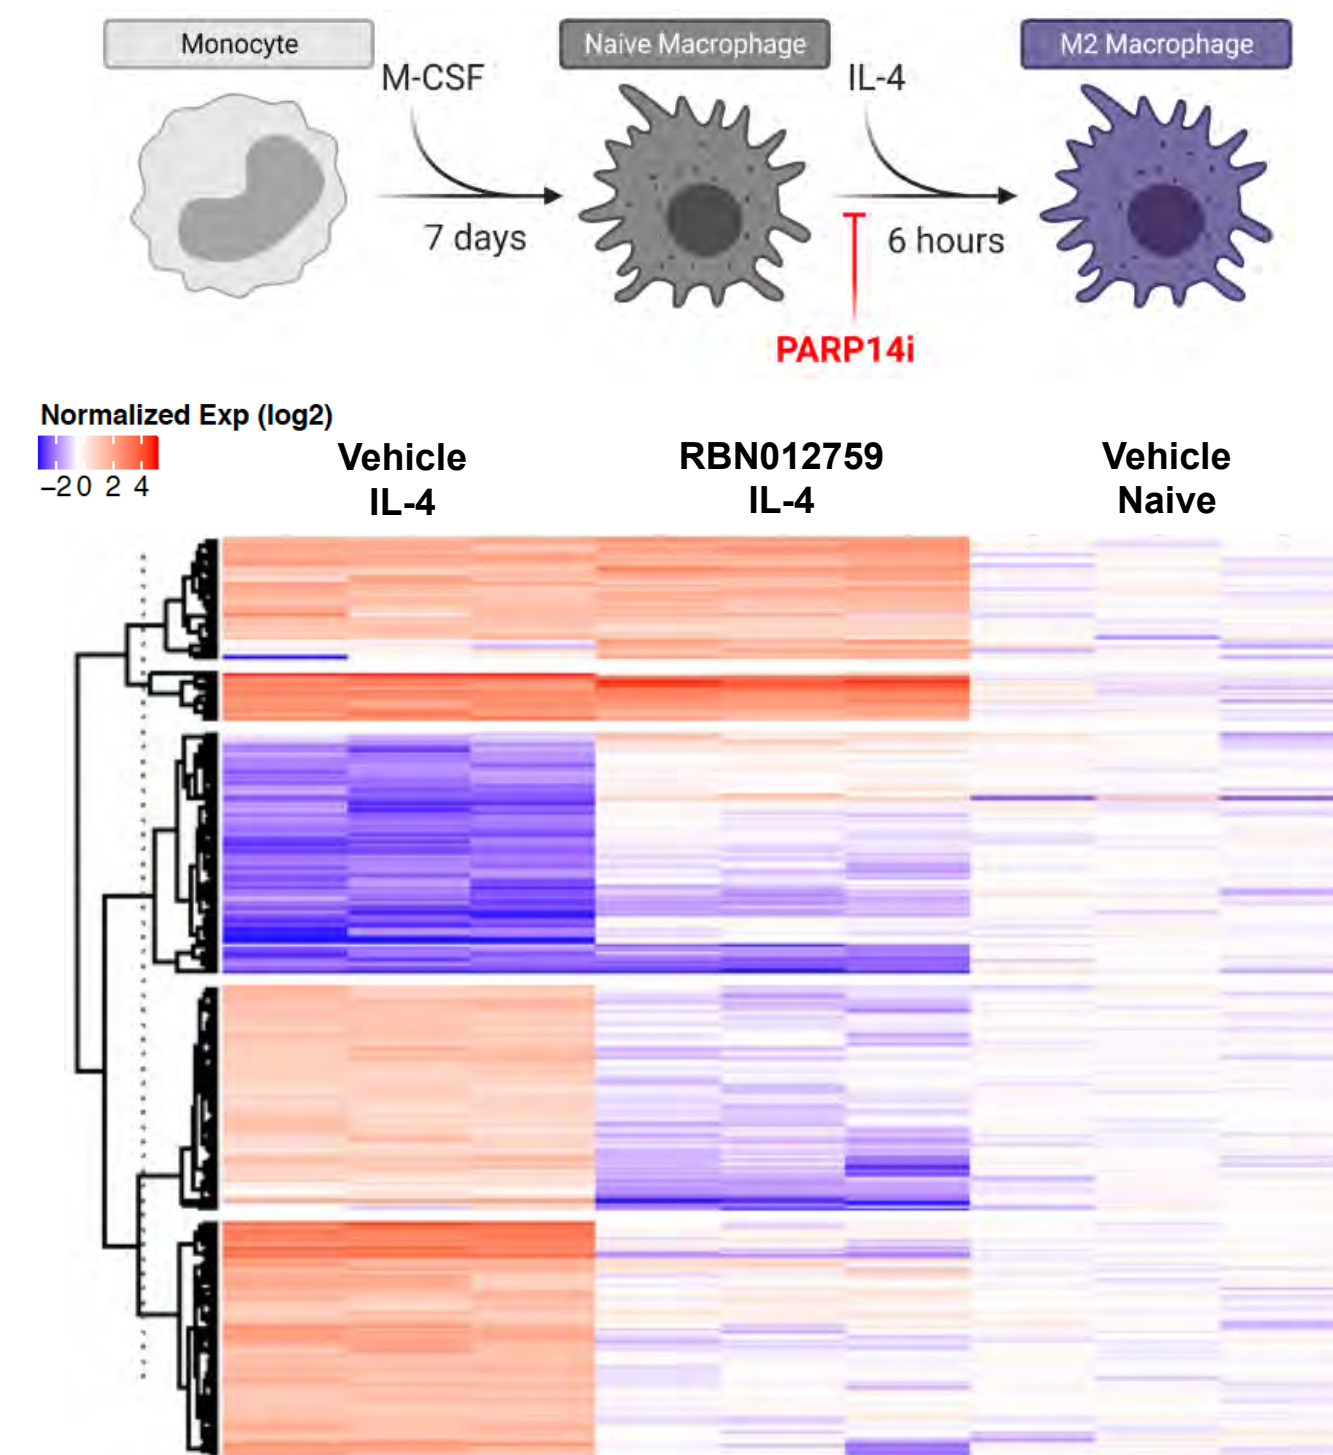 Monocyte
Naive Macrophage
M2 Macrophage
M-CSF
IL-4
7 days
6 hours
PARP14i
Normalized Exp (log2)
−2 0 2 4
Vehicle
IL-4
RBN012759
IL-4
Vehicle
Naive